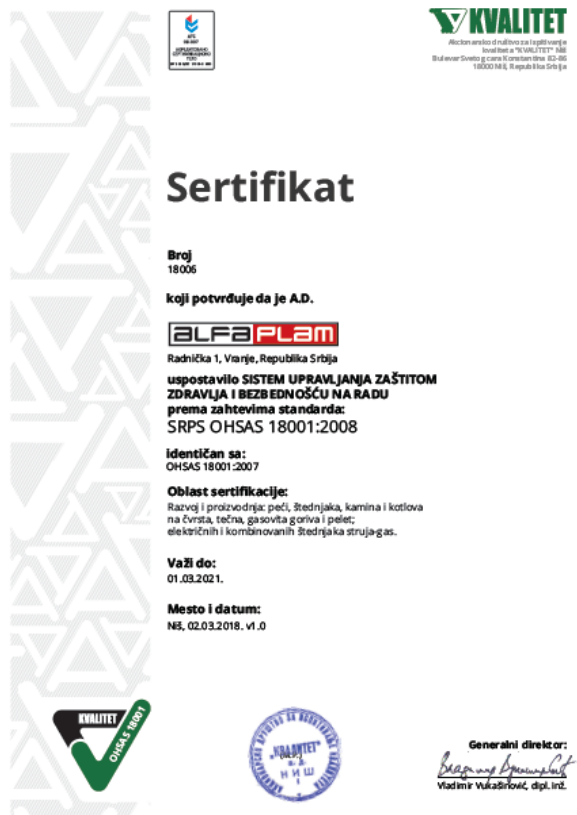 KVALITET
Akcionarsko društvo za ispitivanje
kvaliteta "KVALITET" Niš
Bulevar Svetog cara Konstantina 82-86
18000 Niš, Republika Srbija
Sertifikat
Broj
18006
koji potvrđuje da je A.D.
ALFA PLAM
Radnička 1, Vranje, Republika Srbija
uspostavilo SISTEM UPRAVLJANJA ZAŠTITOM
ZDRAVLJA I BEZBEDNOŠĆU NA RADU
prema zahtevima standarda:
SRPS OHSAS 18001:2008
identičan sa:
OHSAS 18001:2007
Oblast sertifikacije:
Razvoj i proizvodnja: peći, štednjaka, kamina i kotlova
na čvrsta, tečna, gasovita goriva i pelet;
električnih i kombinovanih štednjaka struja-gas.
Važi do:
01.03.2021.
Mesto i datum:
Niš, 02.03.2018. v1.0
KVALITET
OHSAS 18001
"КВАЛИТЕТ"
НИШ
Generalni direktor:
Vladimir Vukašinović, dipl. inž.